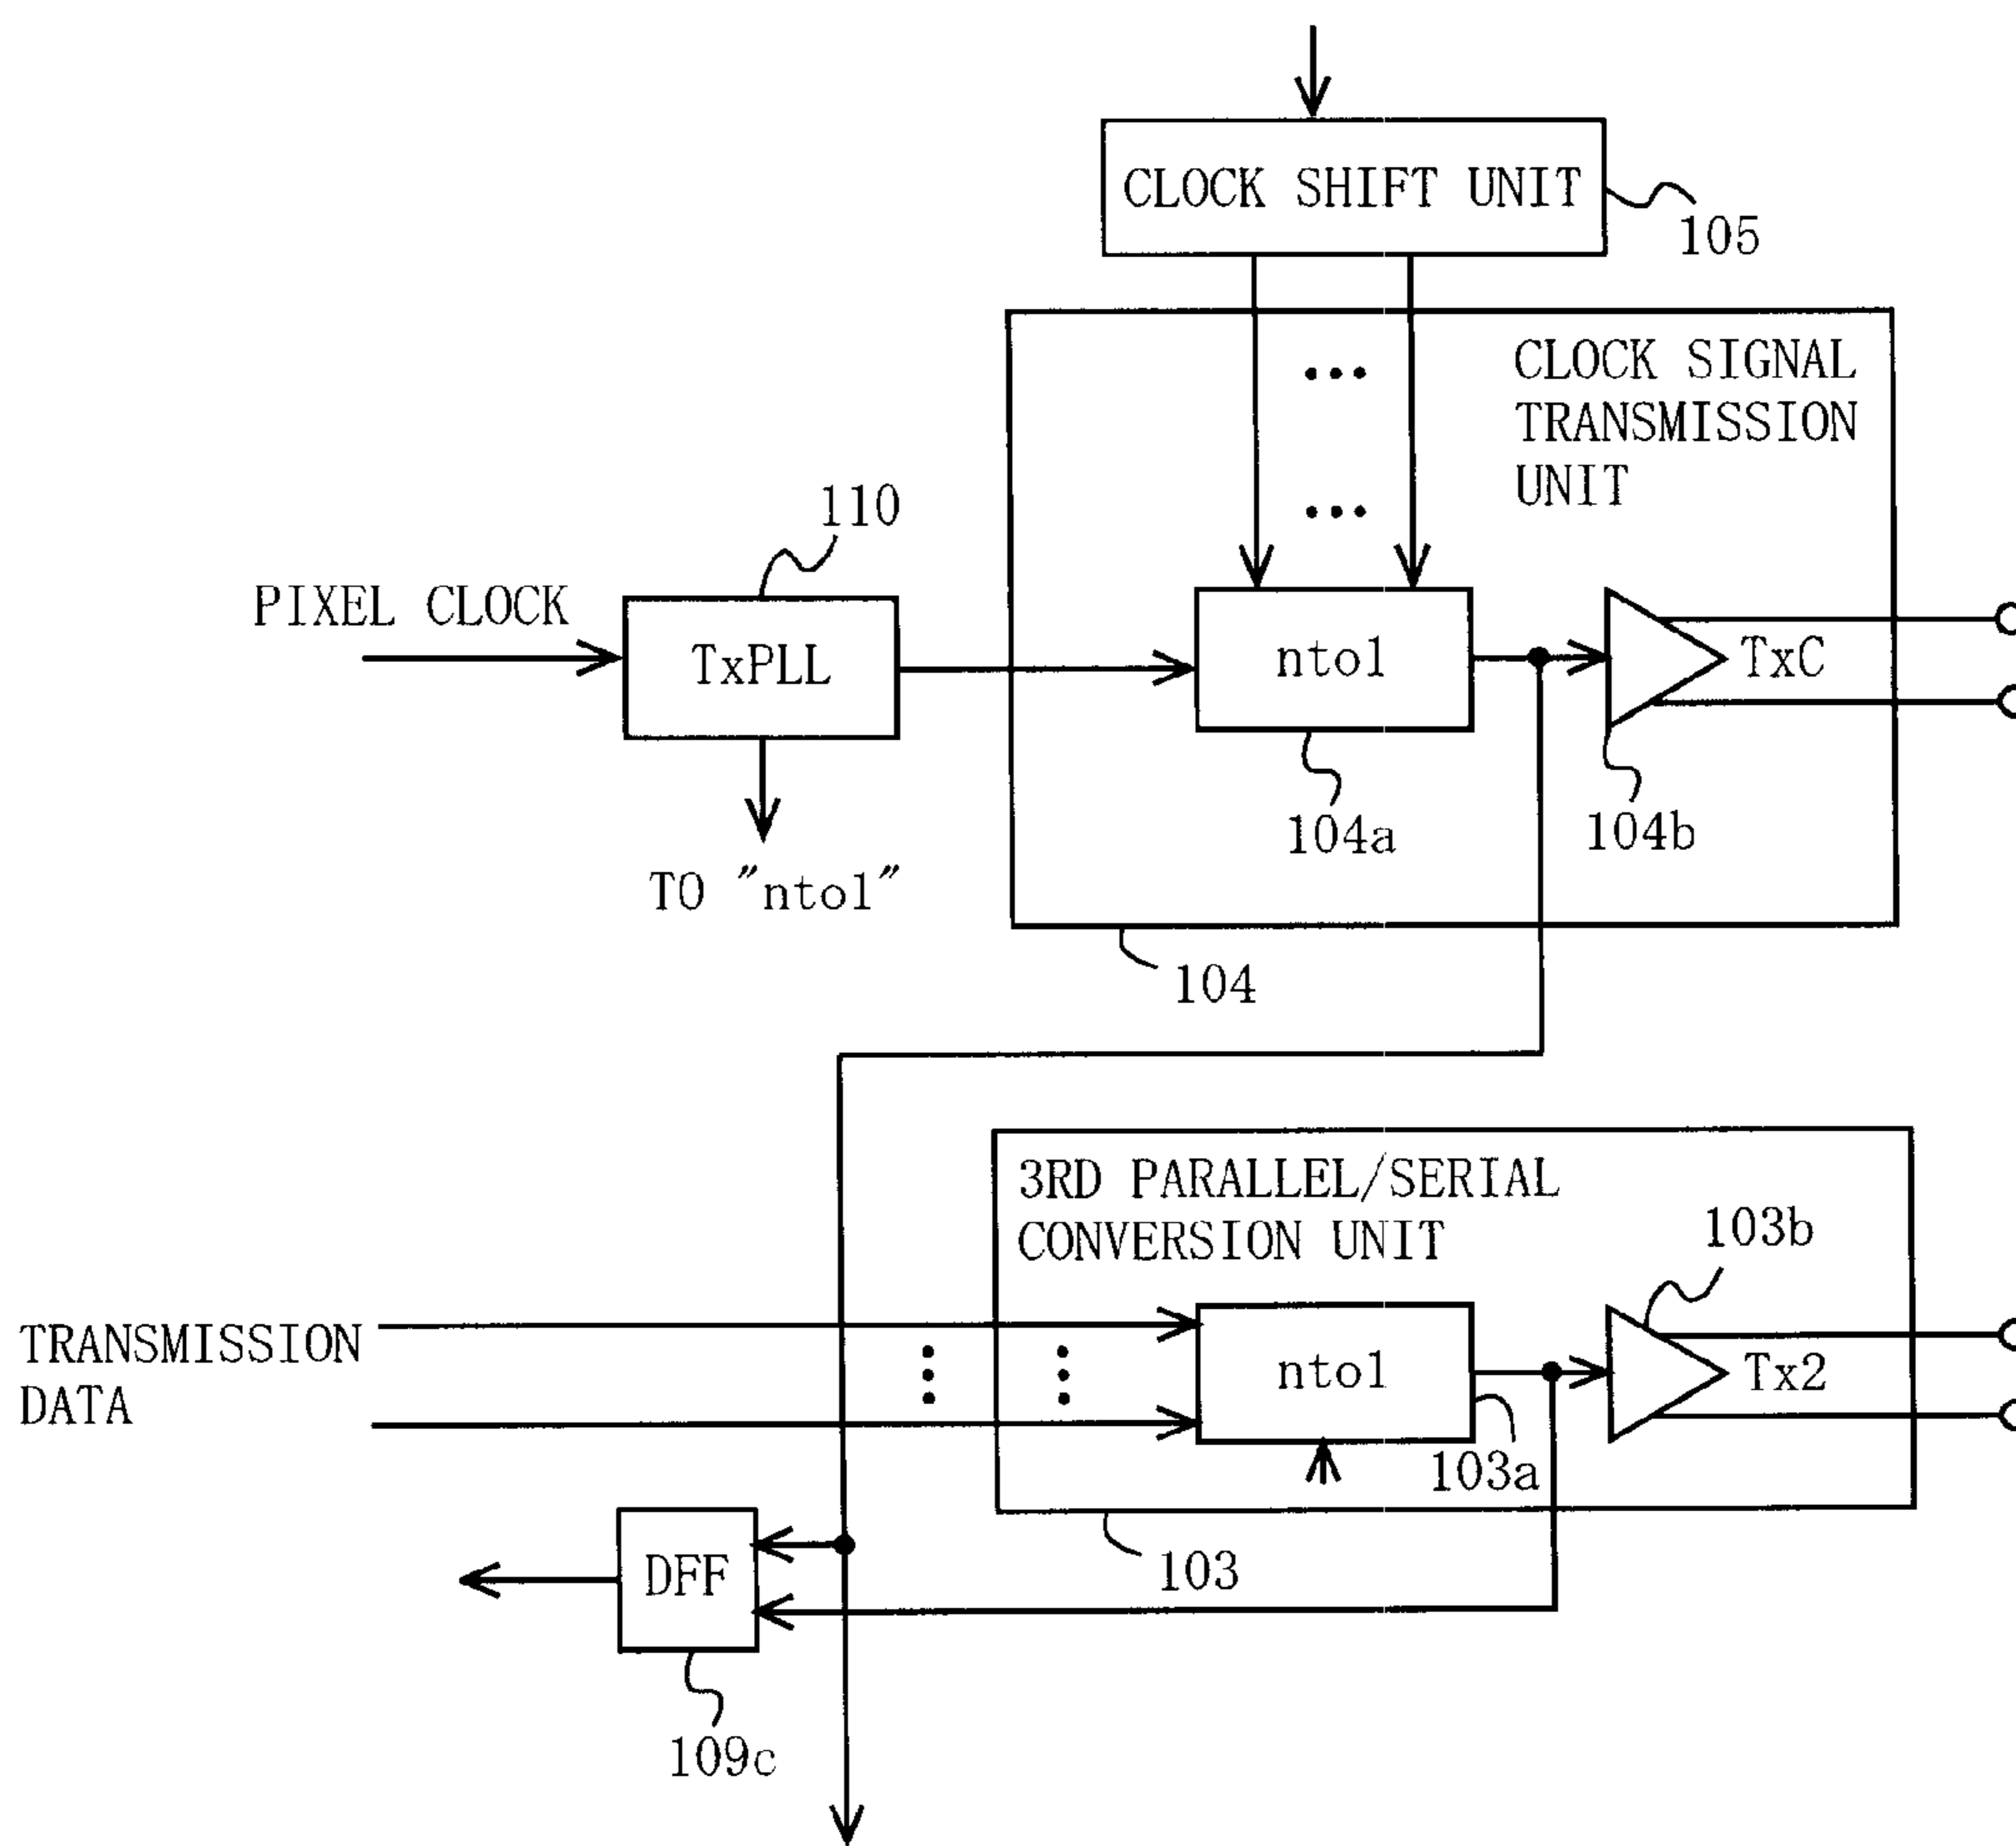 CLOCK SHIFT UNIT
105
CLOCK SIGNAL
TRANSMISSION
UNIT
110
PIXEL CLOCK
TxPLL
nto1
TxC
104a
104b
TO "nto1"
104
3RD PARALLEL/SERIAL
CONVERSION UNIT
103b
TRANSMISSION
DATA
nto1
Tx2
103a
DFF
103
109c